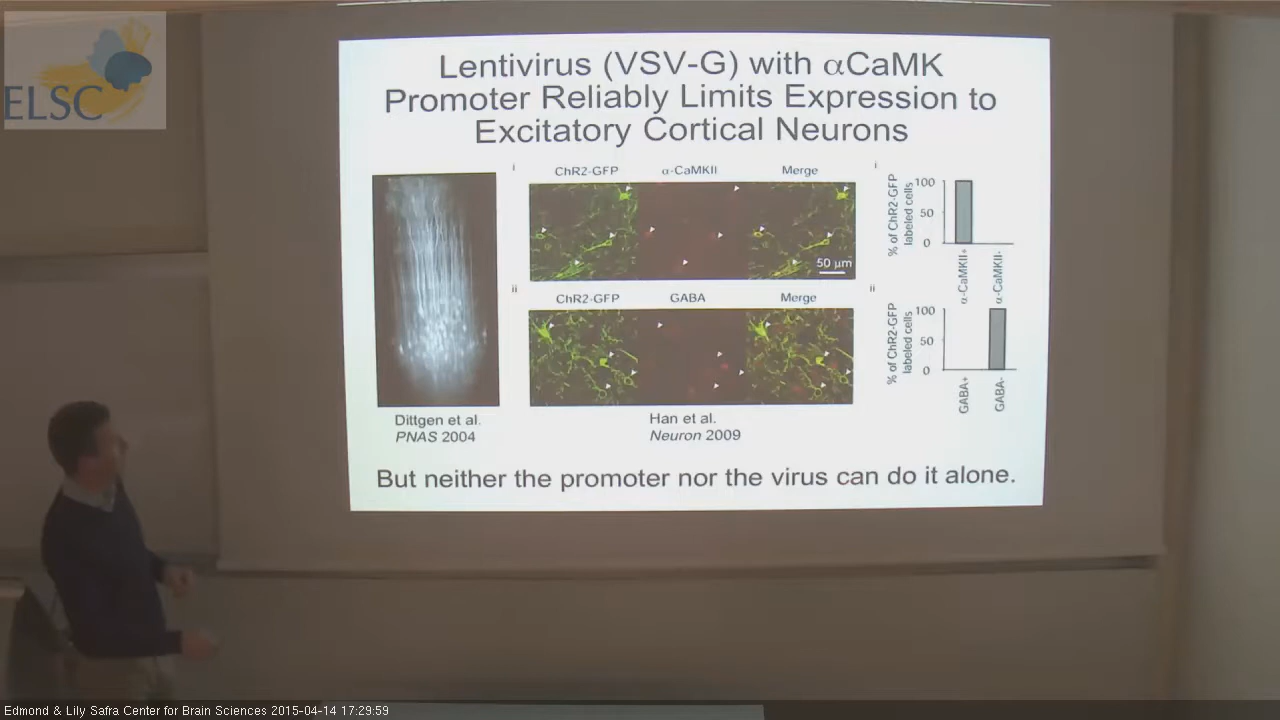 ELSC
Lentivirus (VSV-G) with αCaMK
Promoter Reliably Limits Expression to
Excitatory Cortical Neurons
i
ChR2-GFP α-CaMKII Merge
50 μm
ii
ChR2-GFP GABA Merge
i
% of ChR2-GFP
labeled cells
100
50
0
α-CaMKII+
α-CaMKII-
ii
% of ChR2-GFP
labeled cells
100
50
0
GABA+
GABA-
Dittgen et al.
PNAS 2004
Han et al.
Neuron 2009
But neither the promoter nor the virus can do it alone.
Edmond & Lily Safra Center for Brain Sciences 2015-04-14 17:29:59